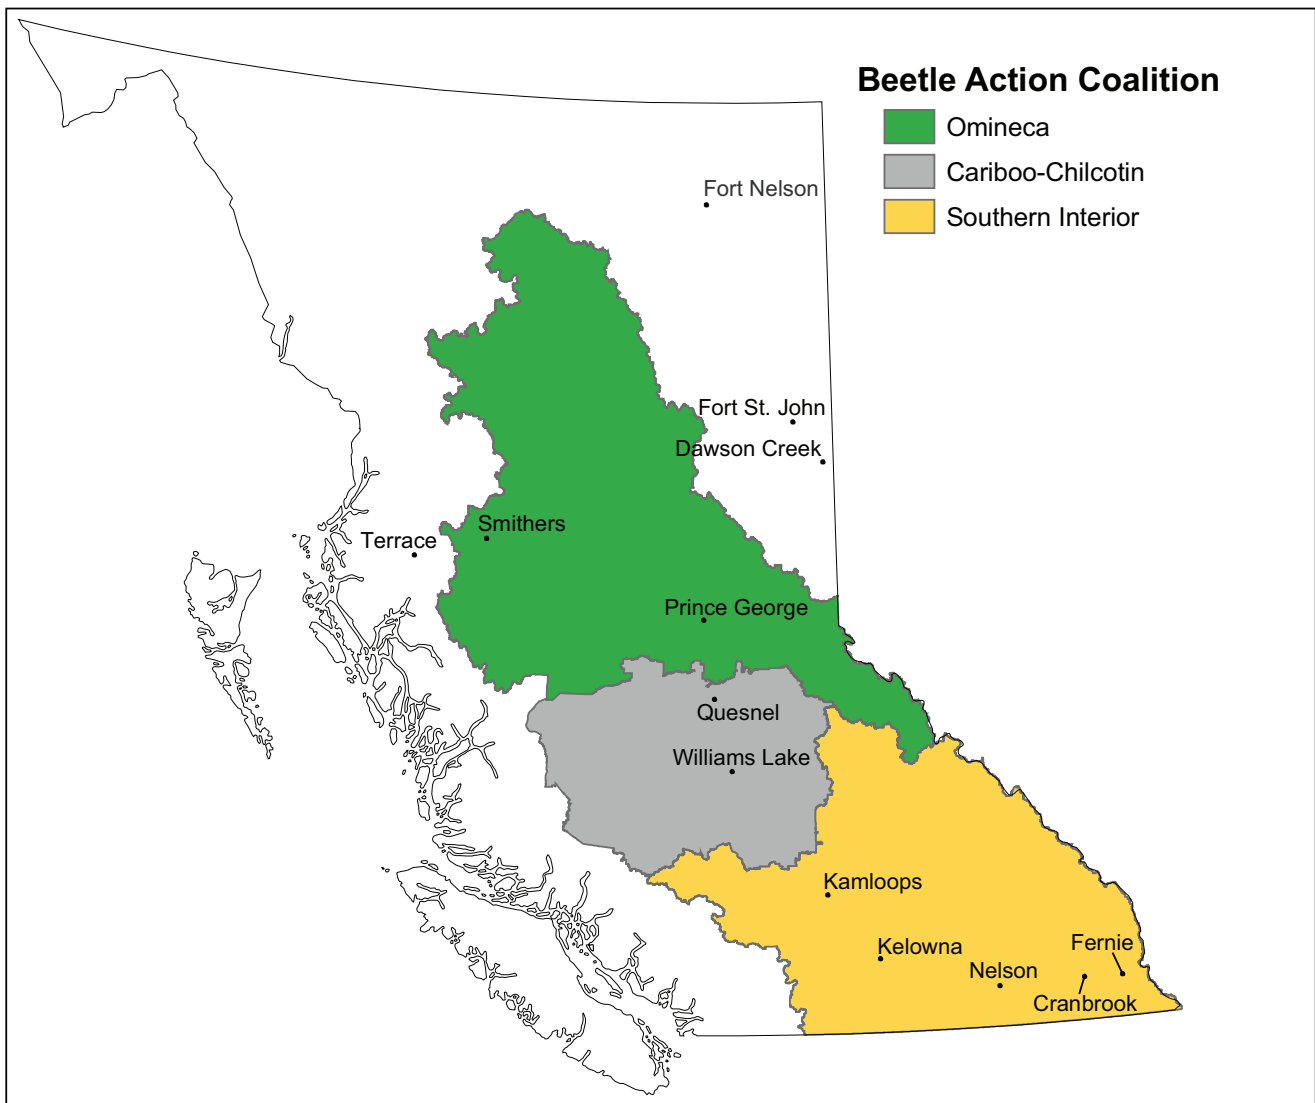 Beetle Action Coalition
Omineca
Cariboo-Chilcotin
Southern Interior
Fort Nelson
Fort St. John
Dawson Creek
Smithers
Terrace
Prince George
Quesnel
Williams Lake
Kamloops
Kelowna
Fernie
Nelson
Cranbrook